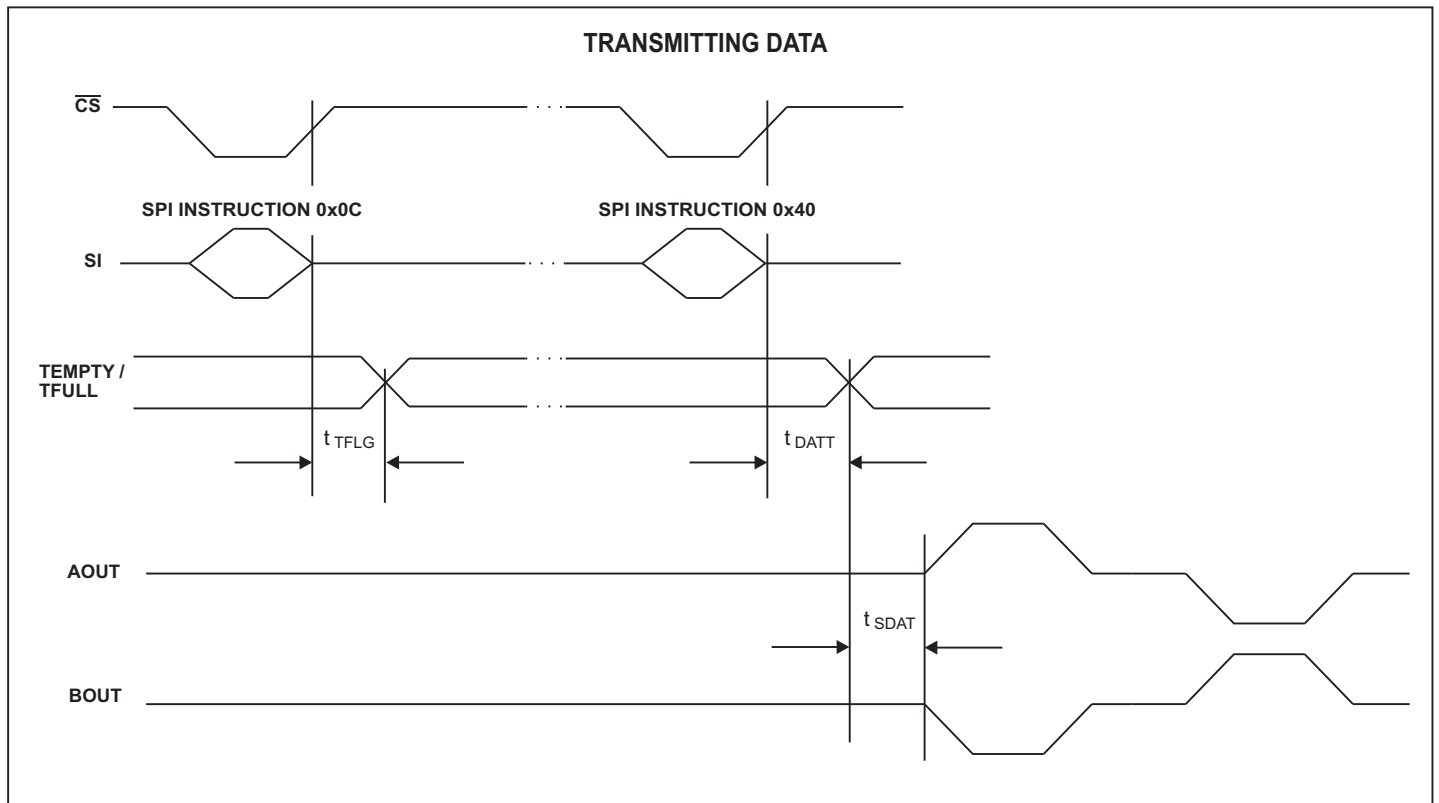 TRANSMITTING DATA
CS
SPI INSTRUCTION 0x0C
SPI INSTRUCTION 0x40
SI
TEMPTY /
TFULL
t TFLG
t DATT
AOUT
t SDAT
BOUT